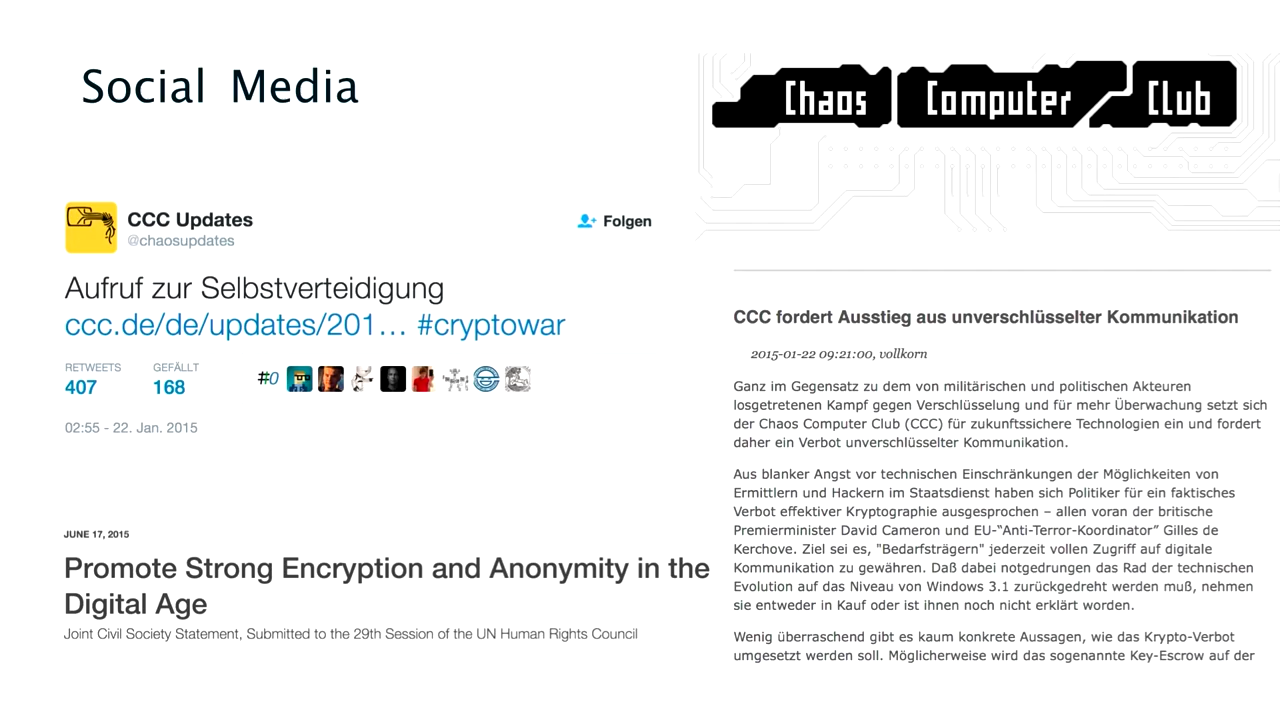 Social Media
CCC Updates
@chaosupdates
Folgen
Aufruf zur Selbstverteidigung
ccc.de/de/updates/201… #cryptowar
RETWEETS
GEFÄLLT
407
168
#0
02:55 - 22. Jan. 2015
JUNE 17, 2015
Promote Strong Encryption and Anonymity in the
Digital Age
Joint Civil Society Statement, Submitted to the 29th Session of the UN Human Rights Council
Chaos Computer Club
CCC fordert Ausstieg aus unverschlüsselter Kommunikation
2015-01-22 09:21:00, vollkorn
Ganz im Gegensatz zu dem von militärischen und politischen Akteuren
losgetretenen Kampf gegen Verschlüsselung und für mehr Überwachung setzt sich
der Chaos Computer Club (CCC) für zukunftssichere Technologien ein und fordert
daher ein Verbot unverschlüsselter Kommunikation.
Aus blanker Angst vor technischen Einschränkungen der Möglichkeiten von
Ermittlern und Hackern im Staatsdienst haben sich Politiker für ein faktisches
Verbot effektiver Kryptographie ausgesprochen – allen voran der britische
Premierminister David Cameron und EU-“Anti-Terror-Koordinator” Gilles de
Kerchove. Ziel sei es, "Bedarfsträgern" jederzeit vollen Zugriff auf digitale
Kommunikation zu gewähren. Daß dabei notgedrungen das Rad der technischen
Evolution auf das Niveau von Windows 3.1 zurückgedreht werden muß, nehmen
sie entweder in Kauf oder ist ihnen noch nicht erklärt worden.
Wenig überraschend gibt es kaum konkrete Aussagen, wie das Krypto-Verbot
umgesetzt werden soll. Möglicherweise wird das sogenannte Key-Escrow auf der